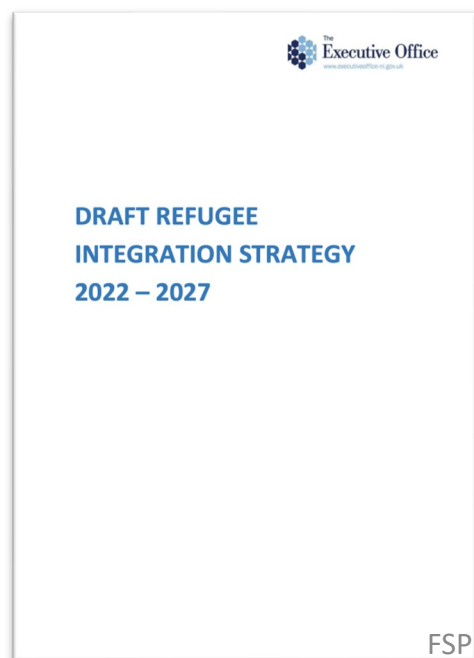 The
Executive Office
www.executiveoffice-ni.gov.uk
DRAFT REFUGEE
INTEGRATION STRATEGY
2022 – 2027
FSP